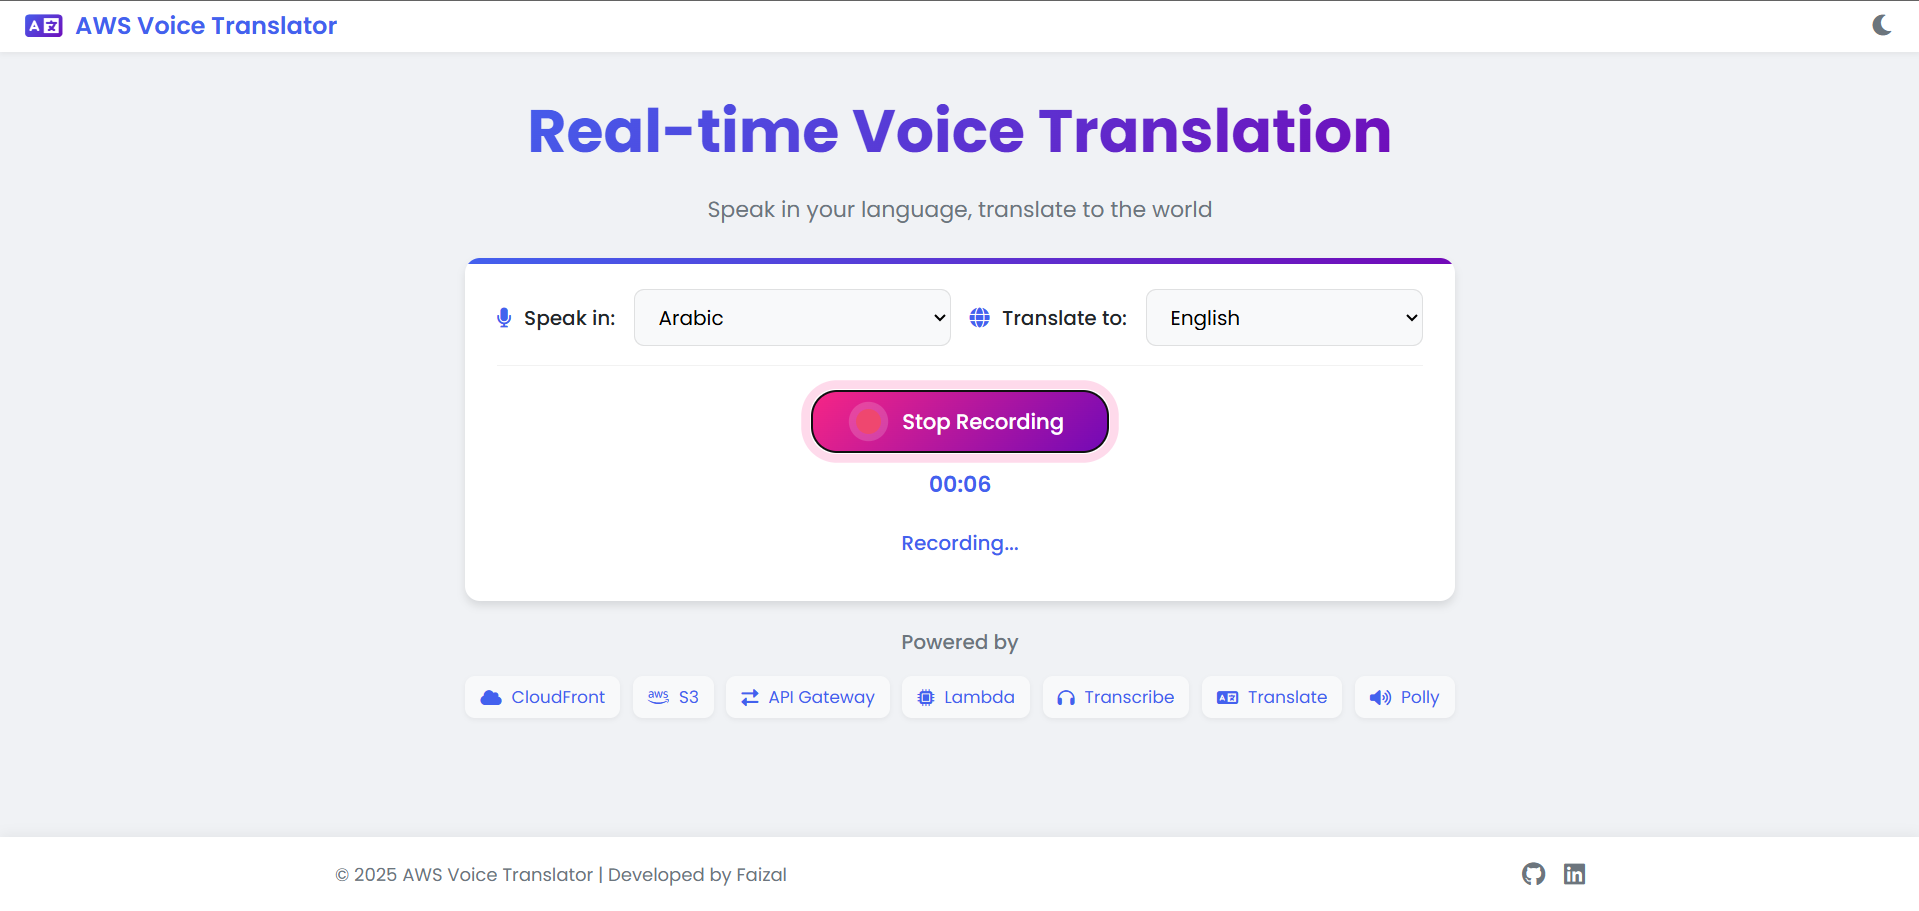 AWS Voice Translator
Real-time Voice Translation
Speak in your language, translate to the world
Speak in: Arabic Translate to: English
Stop Recording
00:06
Recording...
Powered by
CloudFront aws S3 API Gateway Lambda Transcribe Translate Polly
© 2025 AWS Voice Translator | Developed by Faizal